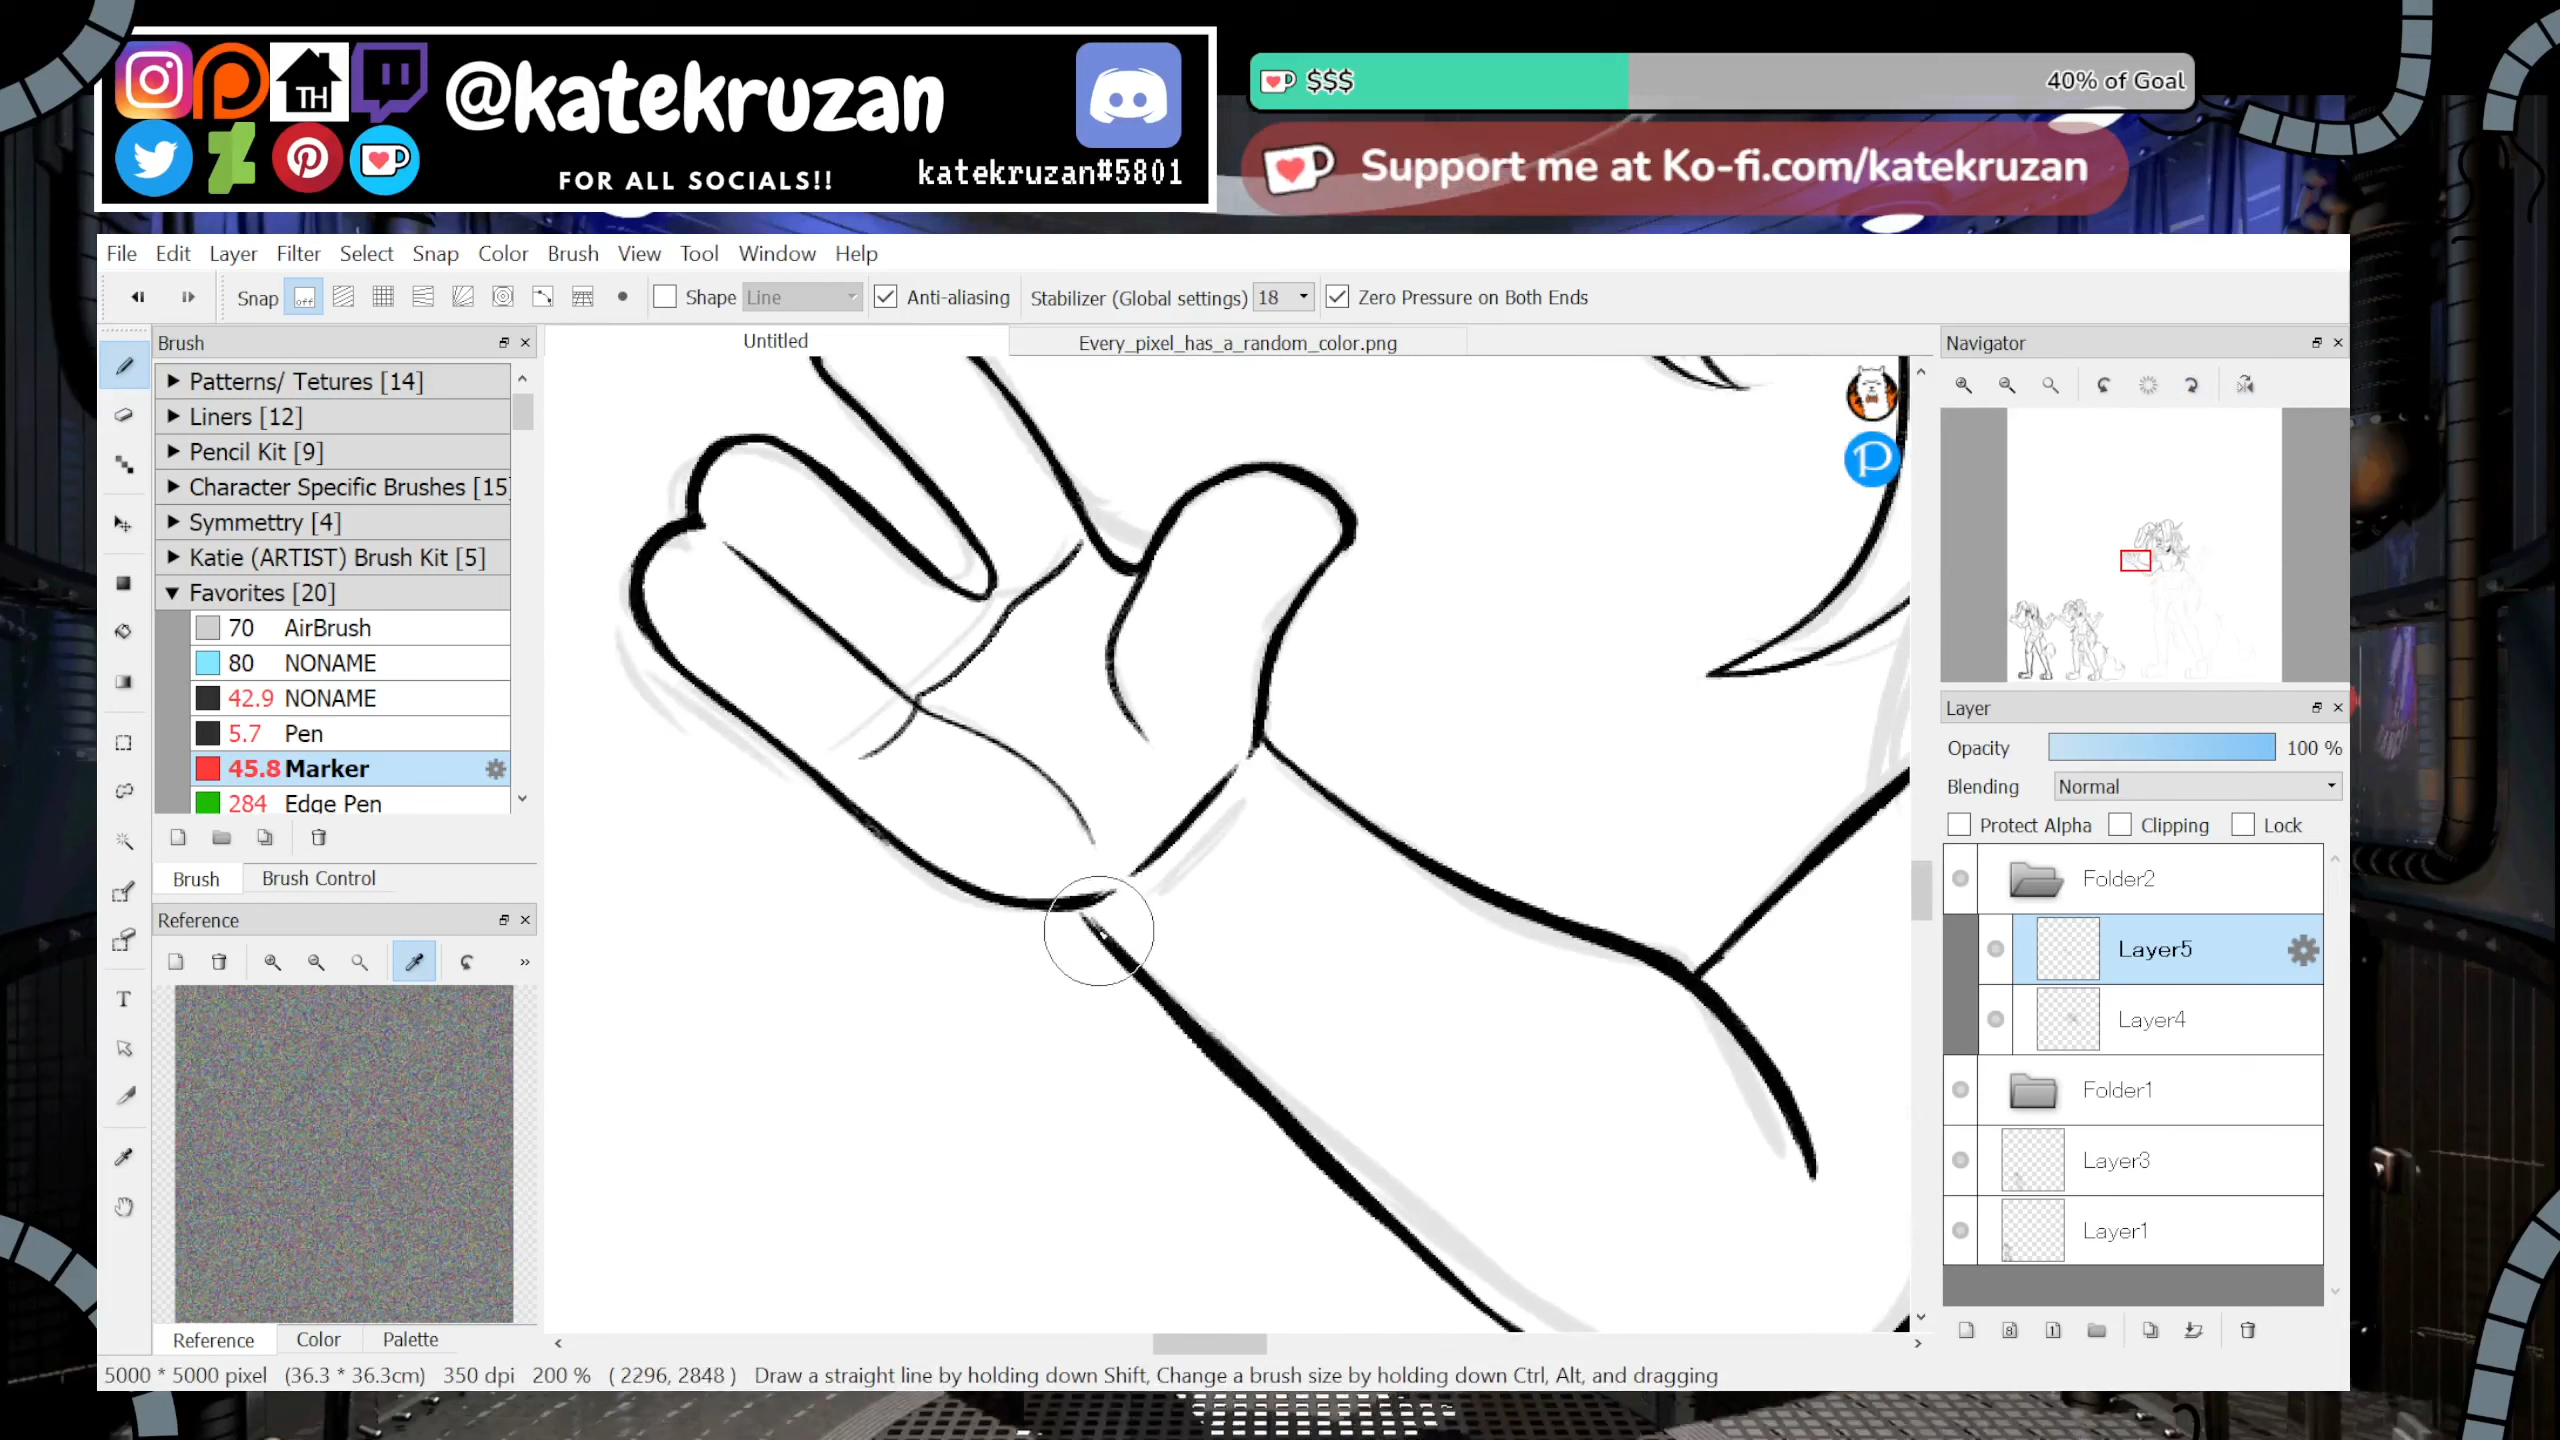 TH
@katekruzan
FOR ALL SOCIALS!!
katekruzan#5801
$$$
40% of Goal
Support me at Ko-fi.com/katekruzan
File Edit Layer Filter Select Snap Color Brush View Tool Window Help
Snap off Shape Line Anti-aliasing Stabilizer (Global settings) 18 Zero Pressure on Both Ends
Brush
Untitled
Every_pixel_has_a_random_color.png
Navigator
Patterns/ Tetures [14]
Liners [12]
Pencil Kit [9]
Character Specific Brushes [15]
Symmettry [4]
Katie (ARTIST) Brush Kit [5]
Favorites [20]
70 AirBrush
80 NONAME
42.9 NONAME
5.7 Pen
45.8 Marker
284 Edge Pen
Brush Brush Control
Reference
»
Reference Color Palette
P
Layer
Opacity 100 %
Blending Normal
Protect Alpha Clipping Lock
Folder2
Layer5
Layer4
Folder1
Layer3
Layer1
8 1
5000 * 5000 pixel (36.3 * 36.3cm) 350 dpi 200 % ( 2296, 2848 ) Draw a straight line by holding down Shift, Change a brush size by holding down Ctrl, Alt, and dragging
T